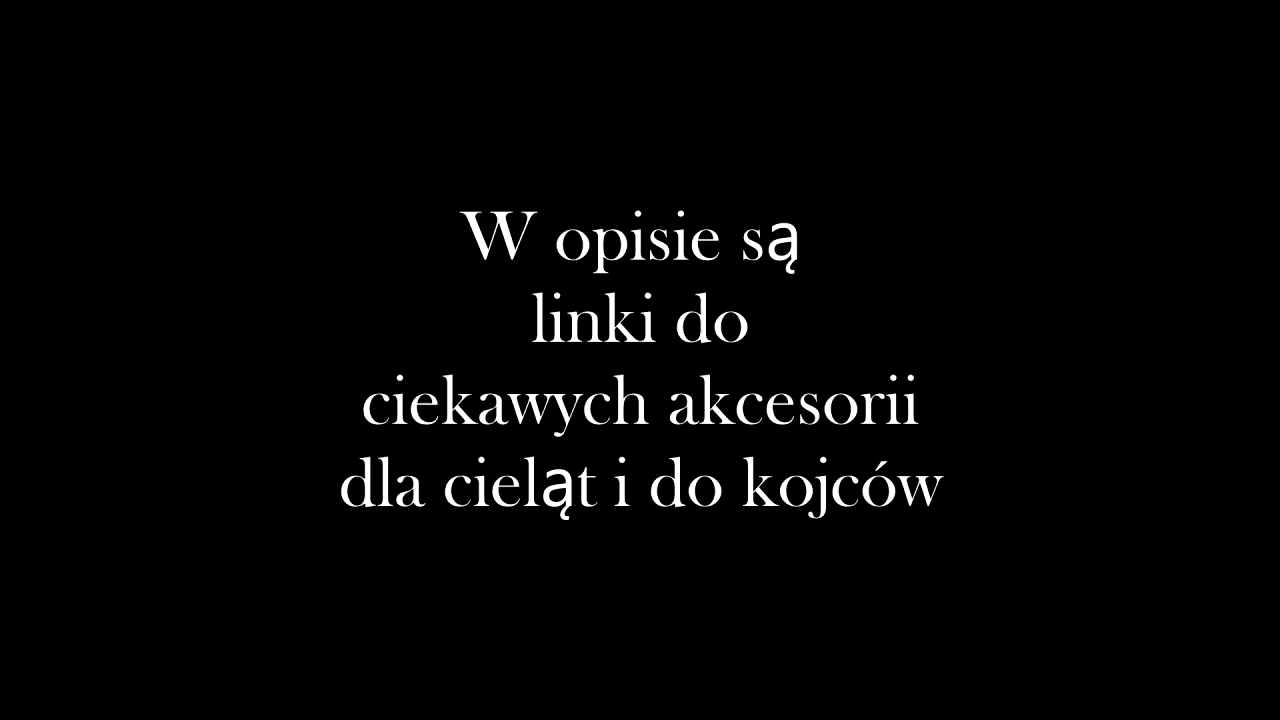 W opisie są
linki do
ciekawych akcesorii
dla cieląt i do kojców